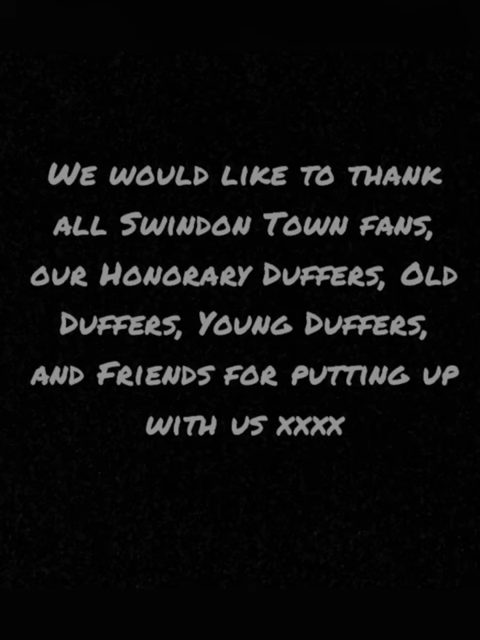 We would like to thank
all Swindon Town fans,
our Honorary Duffers, Old
Duffers, Young Duffers,
and Friends for putting up
with us xxxx